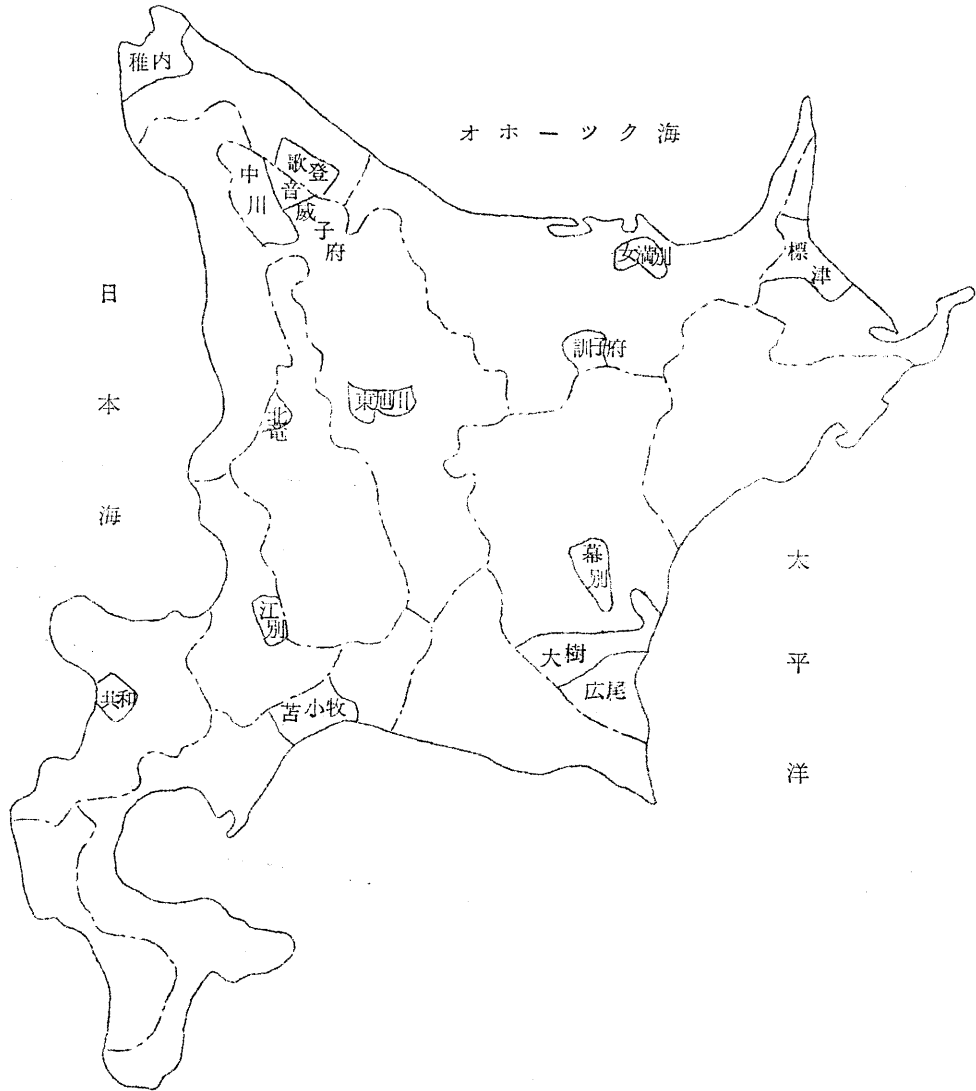 稚内
オホーツク海
歌登
中川
音威子府
女満別
標津
日本海
訓子府
東旭川
北竜
太平洋
幕別
江別
大樹
広尾
共和
苫小牧